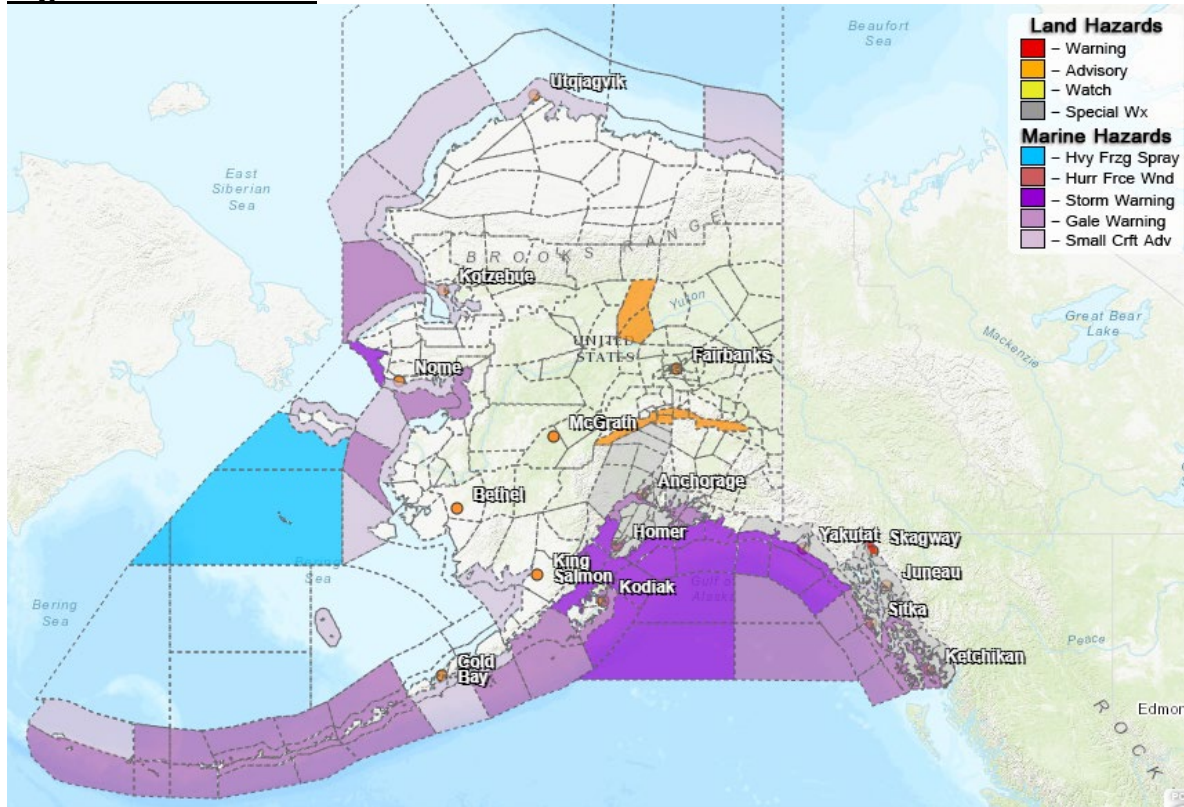 Beaufort
Sea
Land Hazards
– Warning
– Advisory
– Watch
– Special Wx
Marine Hazards
– Hvy Frzg Spray
– Hurr Frce Wnd
– Storm Warning
– Gale Warning
– Small Crft Adv
Utqiagvik
East
Siberian
Sea
BROOKS RANGE
Kotzebue
Yukon
Great Bear
Lake
Mackenzie
UNITED
STATES
Fairbanks
Nome
McGrath
Anchorage
Bethel
Homer
Yakutat
Skagway
King
Salmon
Juneau
Kodiak
Gulf of
Alaska
Sea
Bering
Sea
Sitka
Peace
Ketchikan
Cold
Bay
Edmon
ROCK